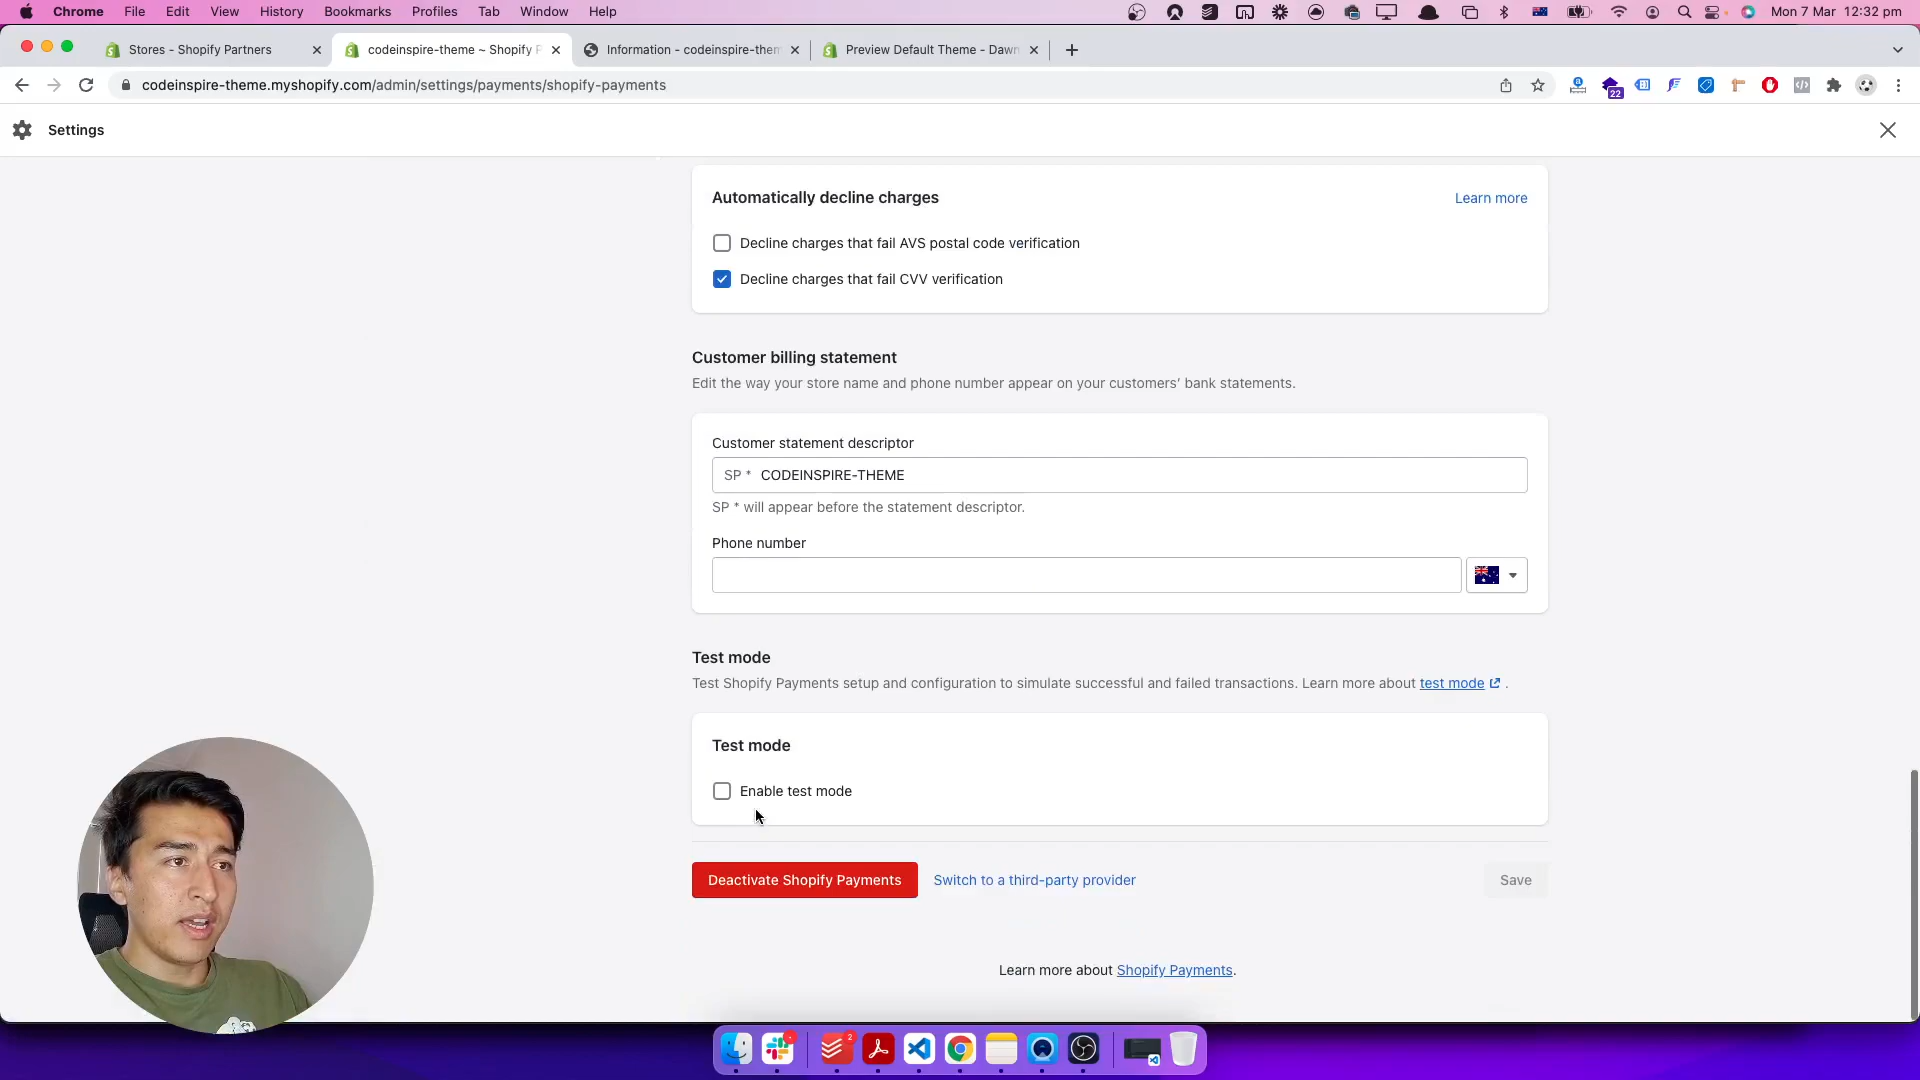 Chrome File Edit View History Bookmarks Profiles Tab Window Help Mon 7 Mar 12:32 pm
Stores - Shopify Partners codeinspire-theme ~ Shopify P Information - codeinspire-them Preview Default Theme - Dawn
codeinspire-theme.myshopify.com/admin/settings/payments/shopify-payments
22
Settings
Automatically decline charges Learn more
Decline charges that fail AVS postal code verification
Decline charges that fail CVV verification
Customer billing statement
Edit the way your store name and phone number appear on your customers’ bank statements.
Customer statement descriptor
SP * CODEINSPIRE-THEME
SP * will appear before the statement descriptor.
Phone number
Test mode
Test Shopify Payments setup and configuration to simulate successful and failed transactions. Learn more about test mode .
Test mode
Enable test mode
Deactivate Shopify Payments Switch to a third-party provider Save
Learn more about Shopify Payments.
2